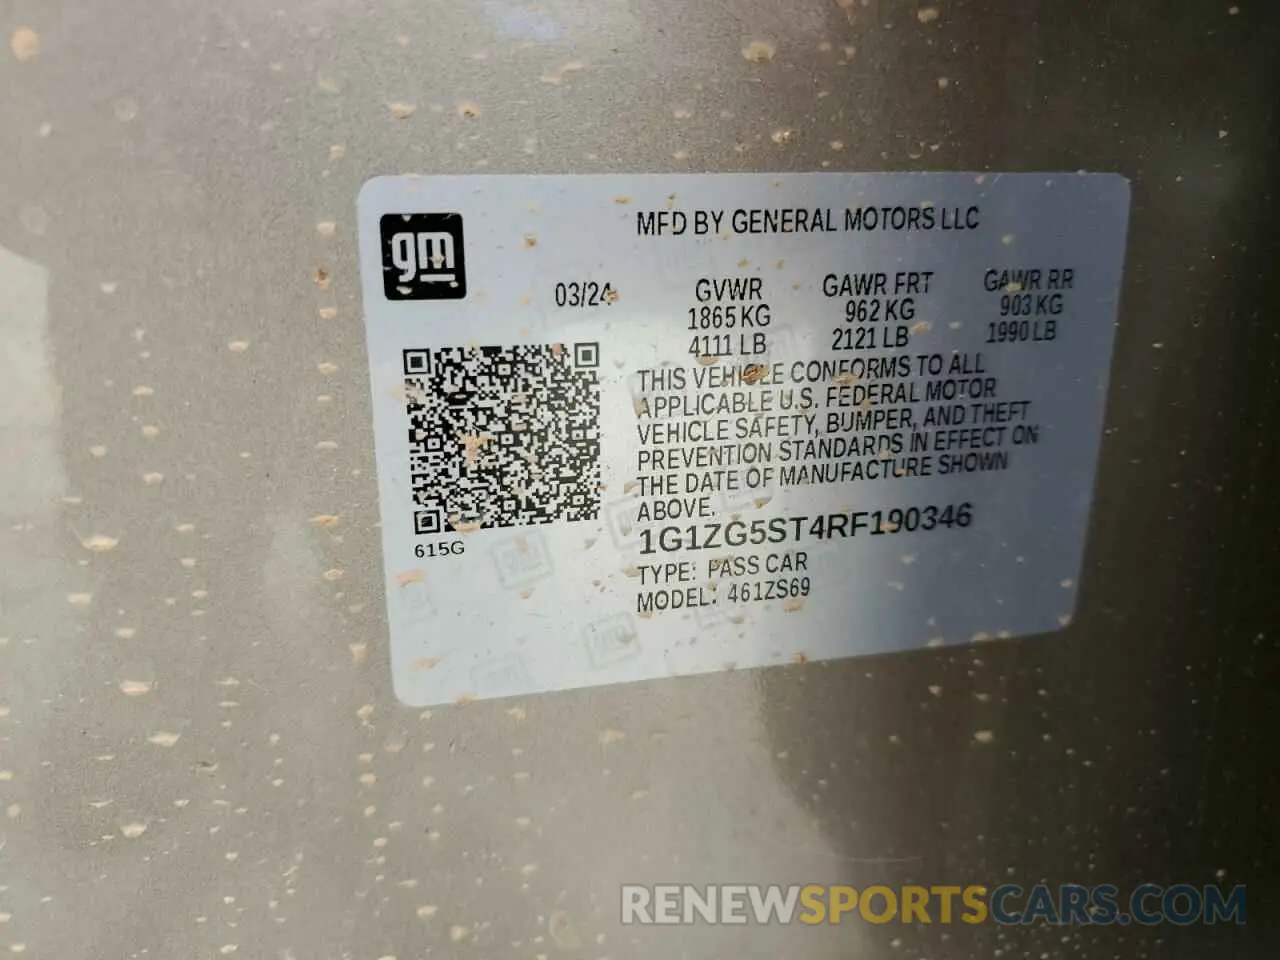 gm
MFD BY GENERAL MOTORS LLC
03/24
GVWR GAWR FRT GAWR RR
1865 KG 962 KG 903 KG
4111 LB 2121 LB 1990 LB
THIS VEHICLE CONFORMS TO ALL
APPLICABLE U.S. FEDERAL MOTOR
VEHICLE SAFETY, BUMPER, AND THEFT
PREVENTION STANDARDS IN EFFECT ON
THE DATE OF MANUFACTURE SHOWN
ABOVE.
1G1ZG5ST4RF190346
615G
TYPE: PASS CAR
MODEL: 461ZS69
RENEWSPORTSCARS.COM